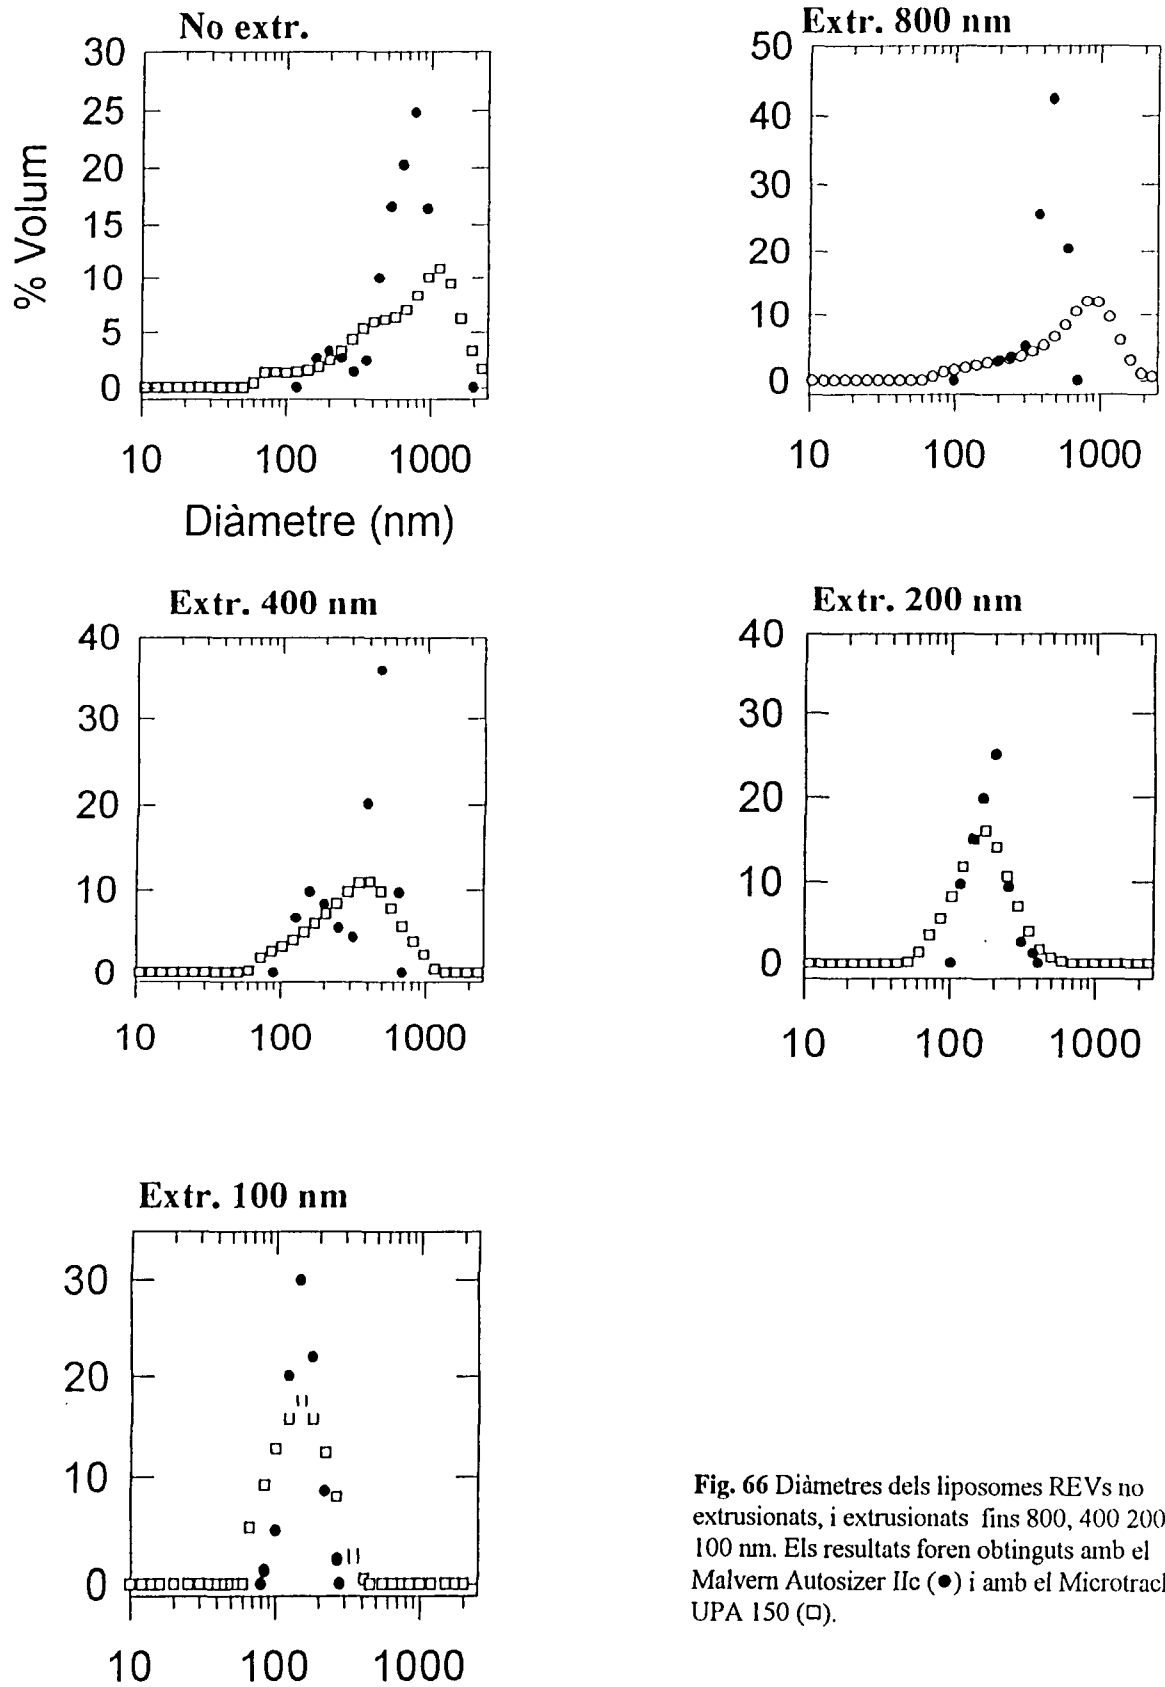 No extr.
30
25
20
15
10
5
0
% Volum
10 100 1000
Diàmetre (nm)
Extr. 800 nm
50
40
30
20
10
0
10 100 1000
Extr. 400 nm
40
30
20
10
0
10 100 1000
Extr. 200 nm
40
30
20
10
0
10 100 1000
Extr. 100 nm
30
20
10
0
10 100 1000
Fig. 66 Diàmetres dels liposomes REVs no
extrusionats, i extrusionats fins 800, 400 200
100 nm. Els resultats foren obtinguts amb el
Malvern Autosizer IIc (●) i amb el Microtrac
UPA 150 (□).